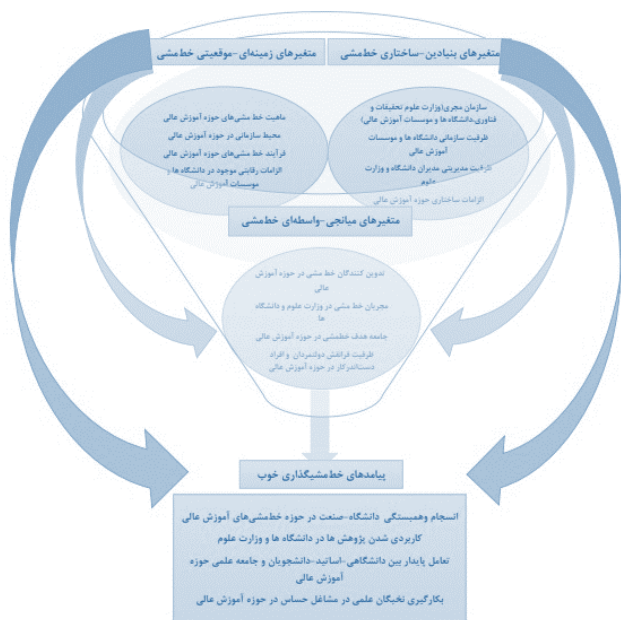 متغیرهای بنیادین-ساختاری خط‌مشی
متغیرهای زمینه‌ای-موقعیتی خط‌مشی
سازمان مجری(وزارت علوم تحقیقات و
فناوری،دانشگاه ها و موسسات آموزش عالی)
ظرفیت سازمانی دانشگاه ها و موسسات
آموزش عالی
ظرفیت مدیریتی مدیران دانشگاه و وزارت
علوم
الزامات ساختاری حوزه آموزش عالی
ماهیت خط مشی‌های حوزه آموزش عالی
محیط سازمانی در حوزه آموزش عالی
فرآیند خط مشی‌های حوزه آموزش عالی
الزامات رقابتی موجود در دانشگاه ها و
موسسات آموزش عالی
متغیرهای میانجی-واسطه‌ای خط‌مشی
تدوین کنندگان خط مشی در حوزه آموزش
عالی
مجریان خط مشی در وزارت علوم و دانشگاه
ها
جامعه هدف خطمشی در حوزه آموزش عالی
ظرفیت فرانقش دولتمردان و افراد
دست‌اندرکار در حوزه آموزش عالی
پیامدهای خط‌مشیگذاری خوب
انسجام وهمبستگی دانشگاه-صنعت در حوزه خط‌مشی‌های آموزش عالی
کاربردی شدن پژوهش ها در دانشگاه ها و وزارت علوم
تعامل پایدار بین دانشگاهی-اساتید-دانشجویان و جامعه علمی حوزه
آموزش عالی
بکارگیری نخبگان علمی در مشاغل حساس در حوزه آموزش عالی